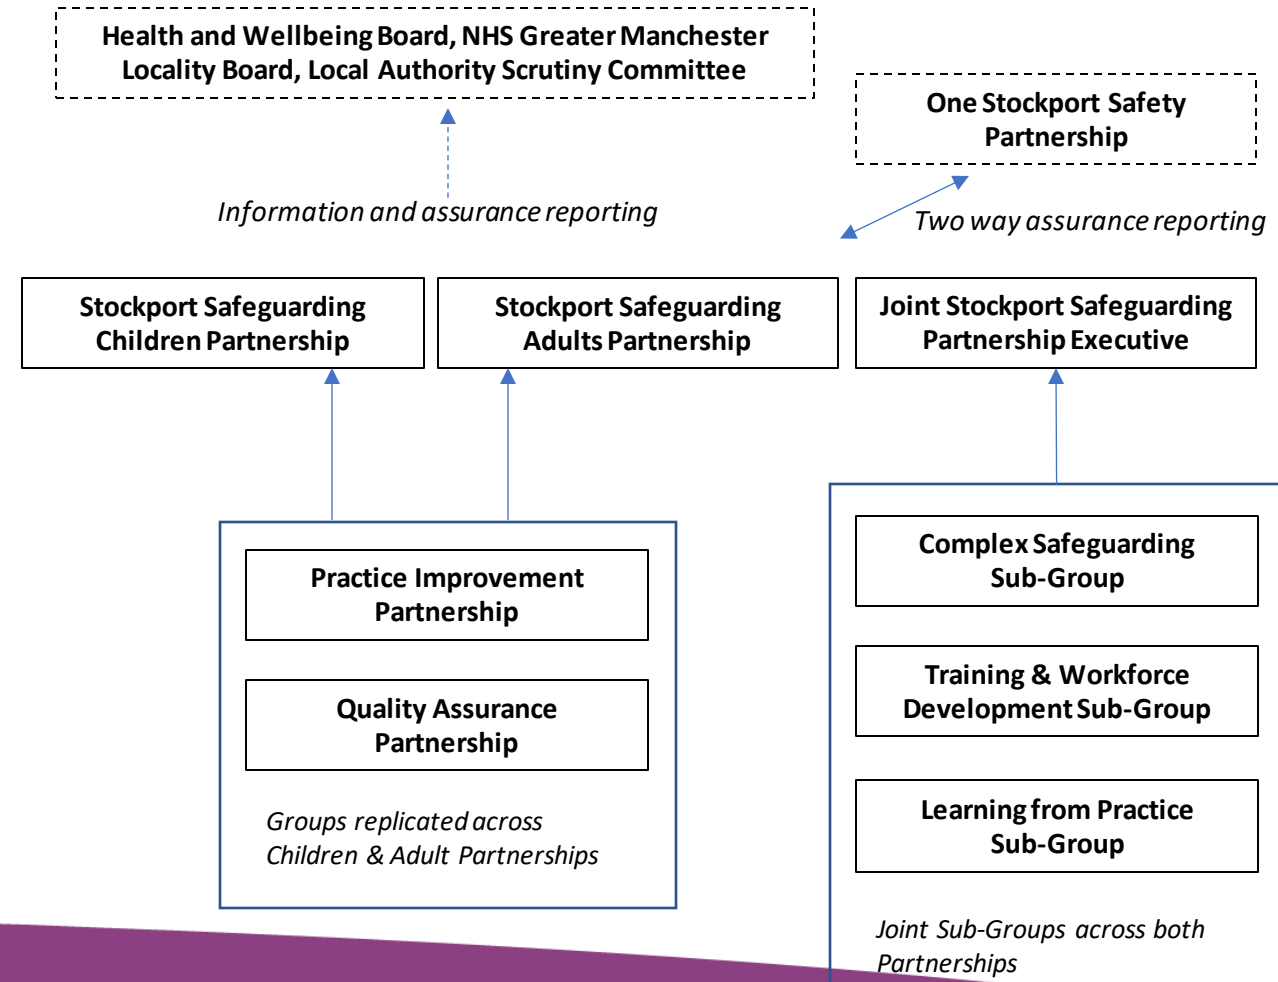 Health and Wellbeing Board, NHS Greater Manchester
Locality Board, Local Authority Scrutiny Committee
One Stockport Safety
Partnership
Information and assurance reporting
Two way assurance reporting
Stockport Safeguarding
Children Partnership
Stockport Safeguarding
Adults Partnership
Joint Stockport Safeguarding
Partnership Executive
Practice Improvement
Partnership
Quality Assurance
Partnership
Groups replicated across
Children & Adult Partnerships
Complex Safeguarding
Sub-Group
Training & Workforce
Development Sub-Group
Learning from Practice
Sub-Group
Joint Sub-Groups across both
Partnerships